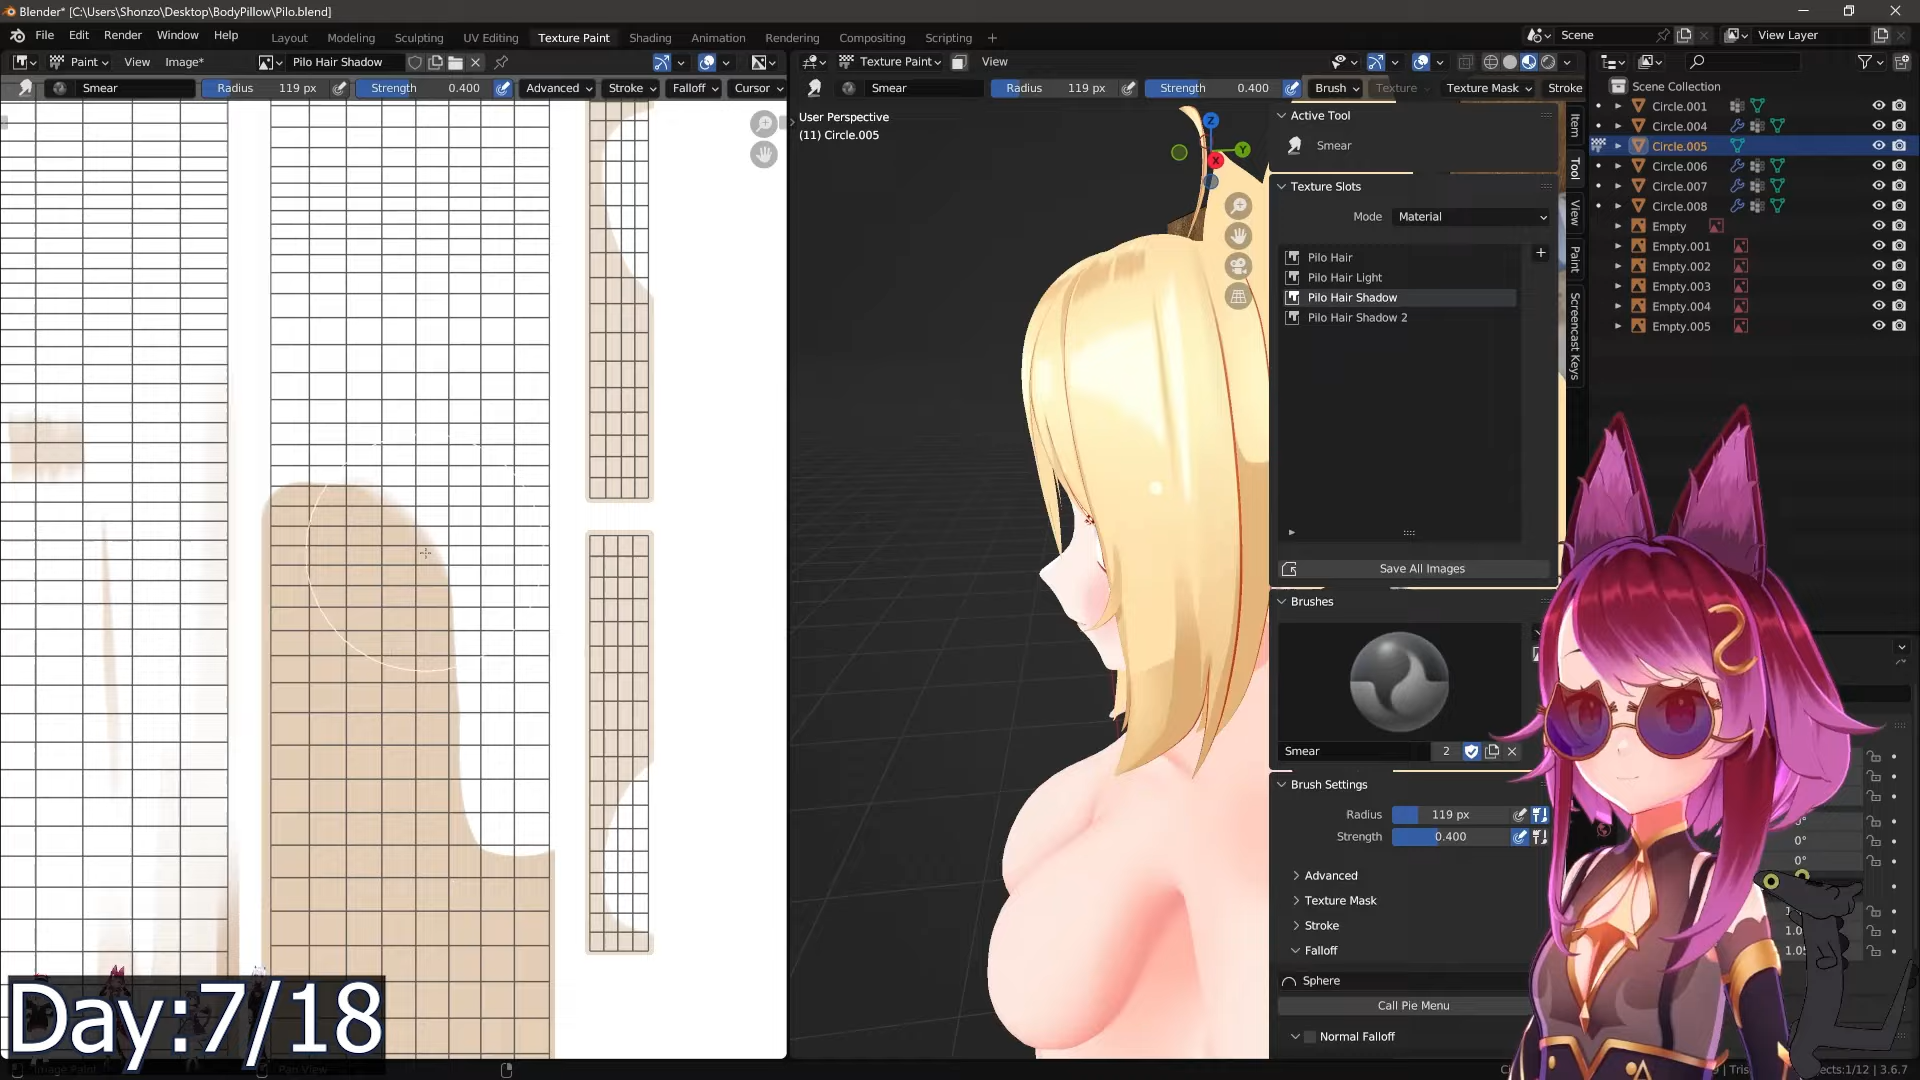 Blender* [C:\Users\Shonzo\Desktop\BodyPillow\Pilo.blend]
File Edit Render Window Help Layout Modeling Sculpting UV Editing Texture Paint Shading Animation Rendering Compositing Scripting + Scene View Layer
Paint View Image* Pilo Hair Shadow Texture Paint View
Smear Radius 119 px Strength 0.400 Advanced Stroke Falloff Cursor Smear Radius 119 px Strength 0.400 Brush Texture Texture Mask Stroke
User Perspective
(11) Circle.005
Z
Y
X
Active Tool
Smear
Texture Slots
Mode Material
Pilo Hair
Pilo Hair Light
Pilo Hair Shadow
Pilo Hair Shadow 2
Save All Images
Brushes
Smear 2
Brush Settings
Radius 119 px
Strength 0.400
Advanced
Texture Mask
Stroke
Falloff
Sphere
Call Pie Menu
Normal Falloff
Item
Tool
View
Paint
Screencast Keys
Scene Collection
Circle.001
Circle.004
Circle.005
Circle.006
Circle.007
Circle.008
Empty
Empty.001
Empty.002
Empty.003
Empty.004
Empty.005
0°
0°
1.0
Day:7/18
Pan View
3.6.7